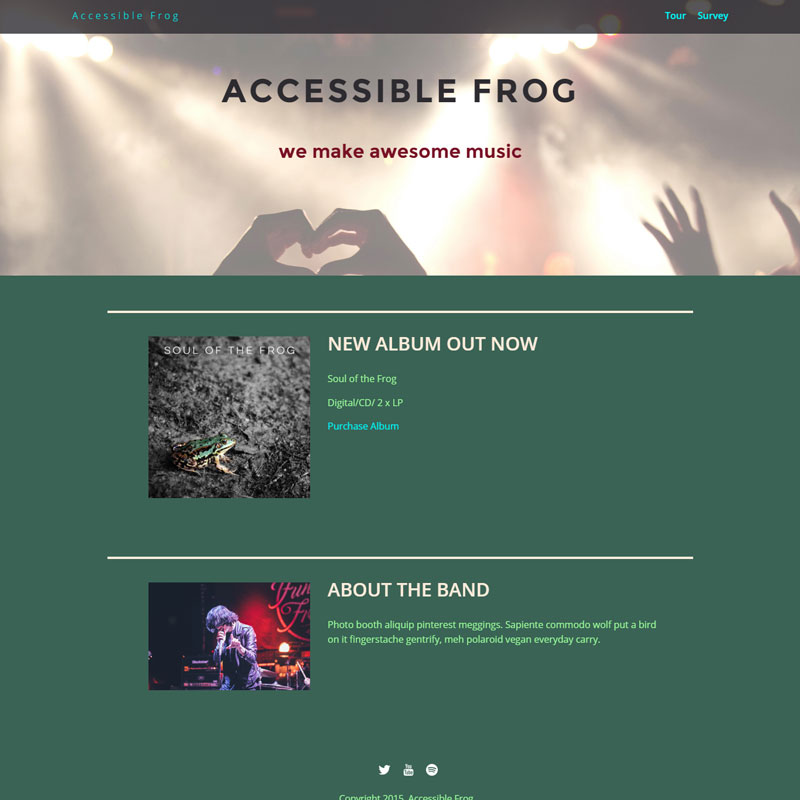 Accessible Frog
Tour Survey
ACCESSIBLE FROG
we make awesome music
SOUL OF THE FROG
NEW ALBUM OUT NOW
Soul of the Frog
Digital/CD/ 2 x LP
Purchase Album
ABOUT THE BAND
Photo booth aliquip pinterest meggings. Sapiente commodo wolf put a bird
on it fingerstache gentrify, meh polaroid vegan everyday carry.
Copyright 2015, Accessible Frog